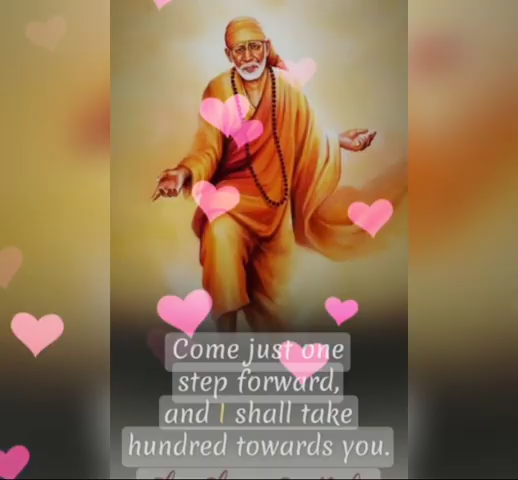 Come just one
step forward,
and I shall take
hundred towards you.